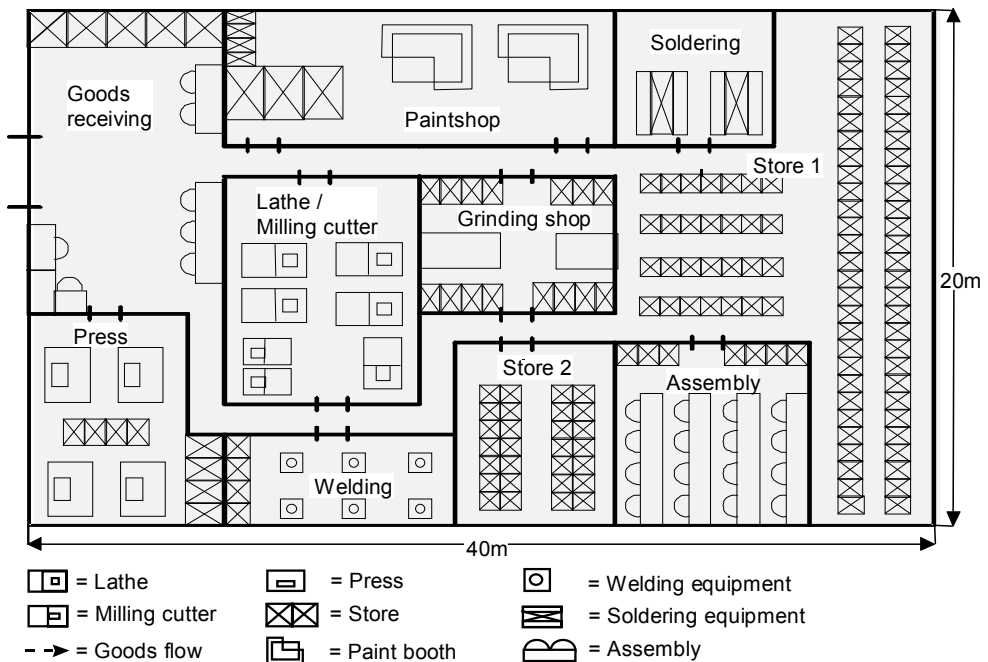 Goods
receiving
Paintshop
Soldering
Store 1
Lathe /
Milling cutter
Grinding shop
20m
Press
Store 2
Assembly
Welding
40m
= Lathe
= Press
= Welding equipment
= Milling cutter
= Store
= Soldering equipment
= Goods flow
= Paint booth
= Assembly